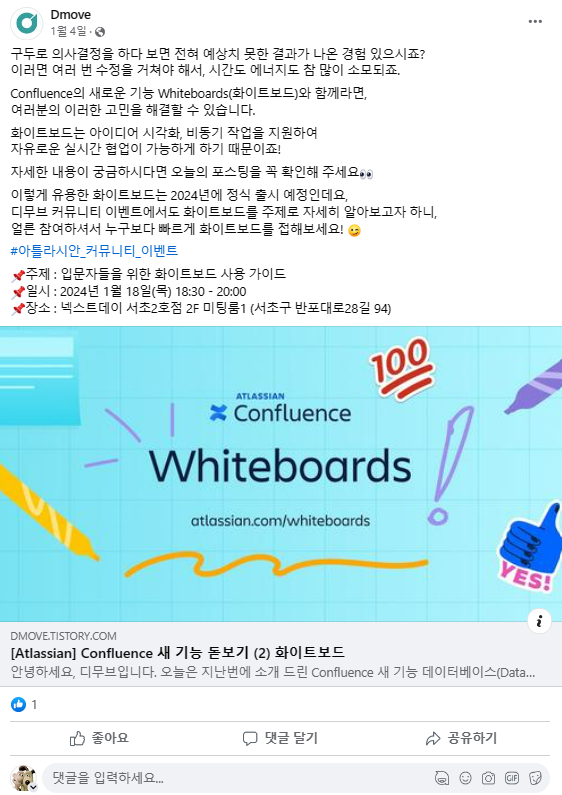 Dmove
1월 4일 ·
구두로 의사결정을 하다 보면 전혀 예상치 못한 결과가 나온 경험 있으시죠?
이러면 여러 번 수정을 거쳐야 해서, 시간도 에너지도 참 많이 소모되죠.
Confluence의 새로운 기능 Whiteboards(화이트보드)와 함께라면,
여러분의 이러한 고민을 해결할 수 있습니다.
화이트보드는 아이디어 시각화, 비동기 작업을 지원하여
자유로운 실시간 협업이 가능하게 하기 때문이죠!
자세한 내용이 궁금하시다면 오늘의 포스팅을 꼭 확인해 주세요👀
이렇게 유용한 화이트보드는 2024년에 정식 출시 예정인데요,
디무브 커뮤니티 이벤트에서도 화이트보드를 주제로 자세히 알아보고자 하니,
얼른 참여하셔서 누구보다 빠르게 화이트보드를 접해보세요! 😉
#아틀라시안_커뮤니티_이벤트
📌주제 : 입문자들을 위한 화이트보드 사용 가이드
📌일시 : 2024년 1월 18일(목) 18:30 - 20:00
📌장소 : 넥스트데이 서초2호점 2F 미팅룸1 (서초구 반포대로28길 94)
100
ATLASSIAN
Confluence
Whiteboards
atlassian.com/whiteboards
YES!
DMOVE.TISTORY.COM
[Atlassian] Confluence 새 기능 돋보기 (2) 화이트보드
안녕하세요, 디무브입니다. 오늘은 지난번에 소개 드린 Confluence 새 기능 데이터베이스(Data...
1
좋아요
댓글 달기
공유하기
댓글을 입력하세요...
GIF